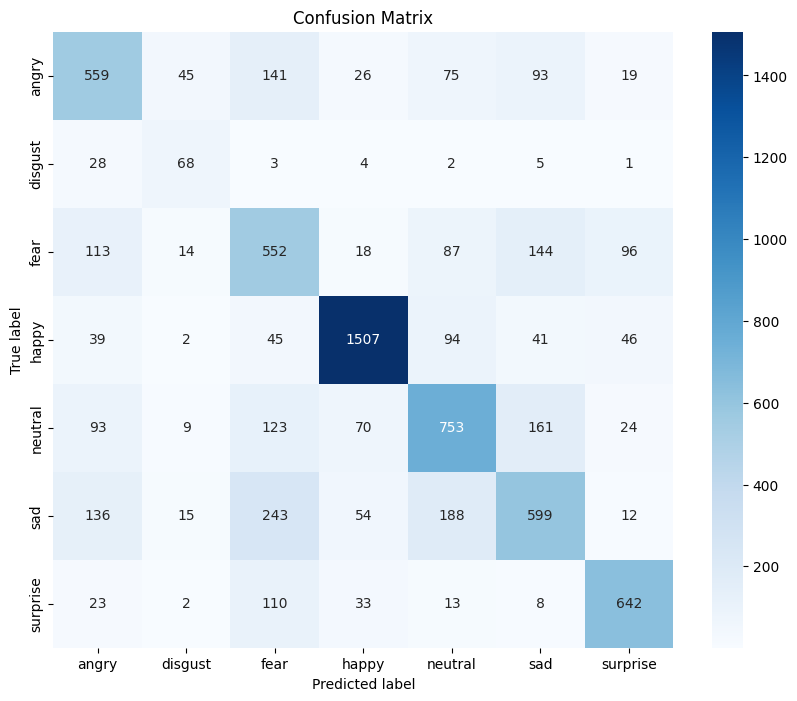 Confusion Matrix
angry 559 45 141 26 75 93 19
disgust 28 68 3 4 2 5 1
fear 113 14 552 18 87 144 96
happy 39 2 45 1507 94 41 46
neutral 93 9 123 70 753 161 24
sad 136 15 243 54 188 599 12
surprise 23 2 110 33 13 8 642
angry disgust fear happy neutral sad surprise
Predicted label
True label
1400
1200
1000
800
600
400
200